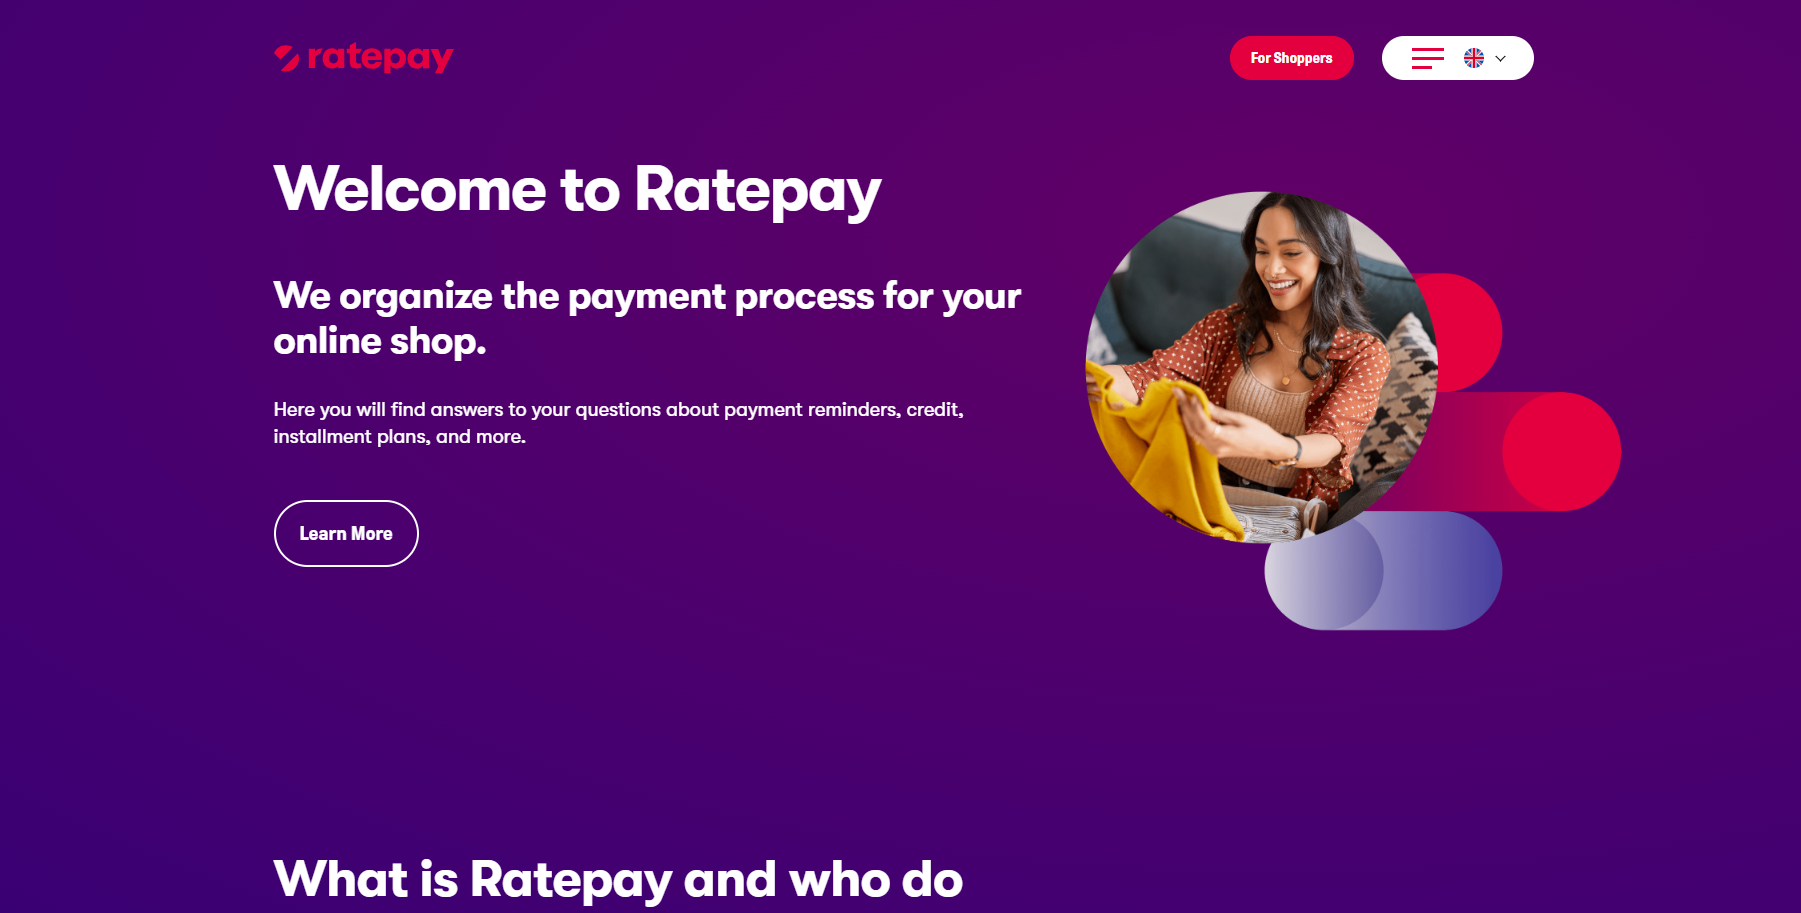 ratepay
For Shoppers
Welcome to Ratepay
We organize the payment process for your
online shop.
Here you will find answers to your questions about payment reminders, credit,
installment plans, and more.
Learn More
What is Ratepay and who do